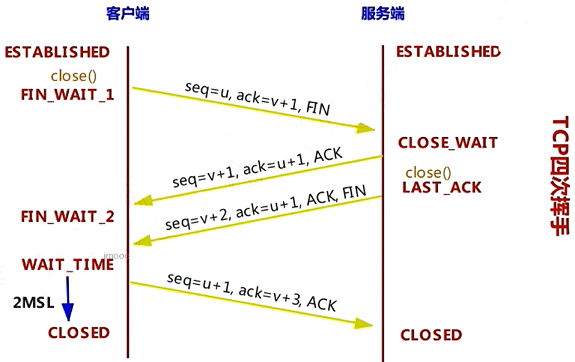 客户端
服务端
ESTABLISHED
ESTABLISHED
close()
FIN_WAIT_1
seq=u, ack=v+1, FIN
CLOSE_WAIT
seq=v+1, ack=u+1, ACK
close()
LAST_ACK
FIN_WAIT_2
seq=v+2, ack=u+1, ACK, FIN
WAIT_TIME
imooc
seq=u+1, ack=v+3, ACK
2MSL
CLOSED
CLOSED
TCP四次挥手